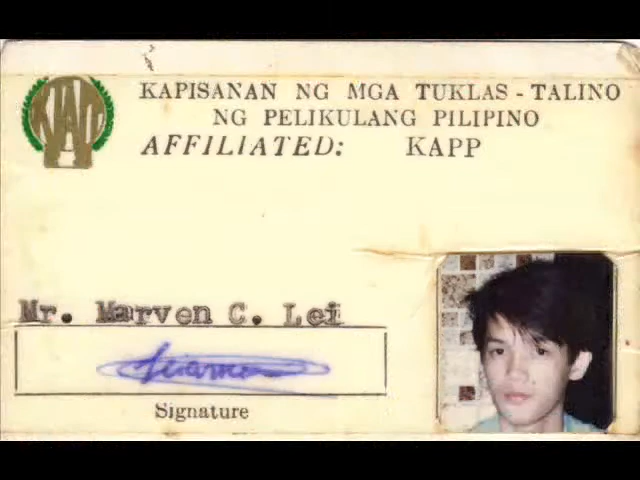 KAPISANAN NG MGA TUKLAS - TALINO
NG PELIKULANG PILIPINO
AFFILIATED: KAPP
Mr. Marven C. Lei
Signature